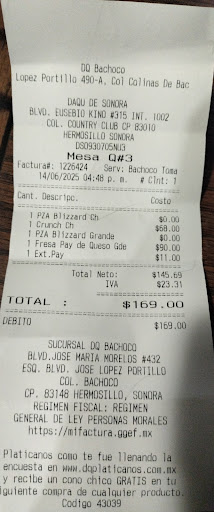 DQ Bachoco
Lopez Portillo 490-A. Col Colinas De Bac
DAQU DE SONORA
BLVD. EUSEBIO KINO #315 INT. 1002
COL. COUNTRY CLUB CP 83010
HERMOSILLO SONORA
DSO930705NU3
Mesa Q#3
Factura#: 1226424 Serv: Bachoco Toma
14/06/2025 04:48 p. m. # Clnt: 1
Cant. Descripo. Costo
1 PZA Blizzard Ch $0.00
1 Crunch Ch $68.00
1 PZA Blizzard Grande $0.00
1 Fresa Pay de Queso Gde $90.00
1 Ext.Pay $11.00
Total Neto: $145.69
IVA $23.31
TOTAL : $169.00
DEBITO $169.00
SUCURSAL DQ BACHOCO
BLVD.JOSE MARIA MORELOS #432
ESQ. BLVD. JOSE LOPEZ PORTILLO
COL. BACHOCO
CP. 83148 HERMOSILLO, SONORA
REGIMEN FISCAL: REGIMEN
GENERAL DE LEY PERSONAS MORALES
https://mifactura.ggef.mx
Platicanos como te fue llenando la
encuesta en www.dqplaticanos.com.mx
y recibe un cono chico GRATIS en tu
iguiente compra de cualquier producto.
Codigo 43039